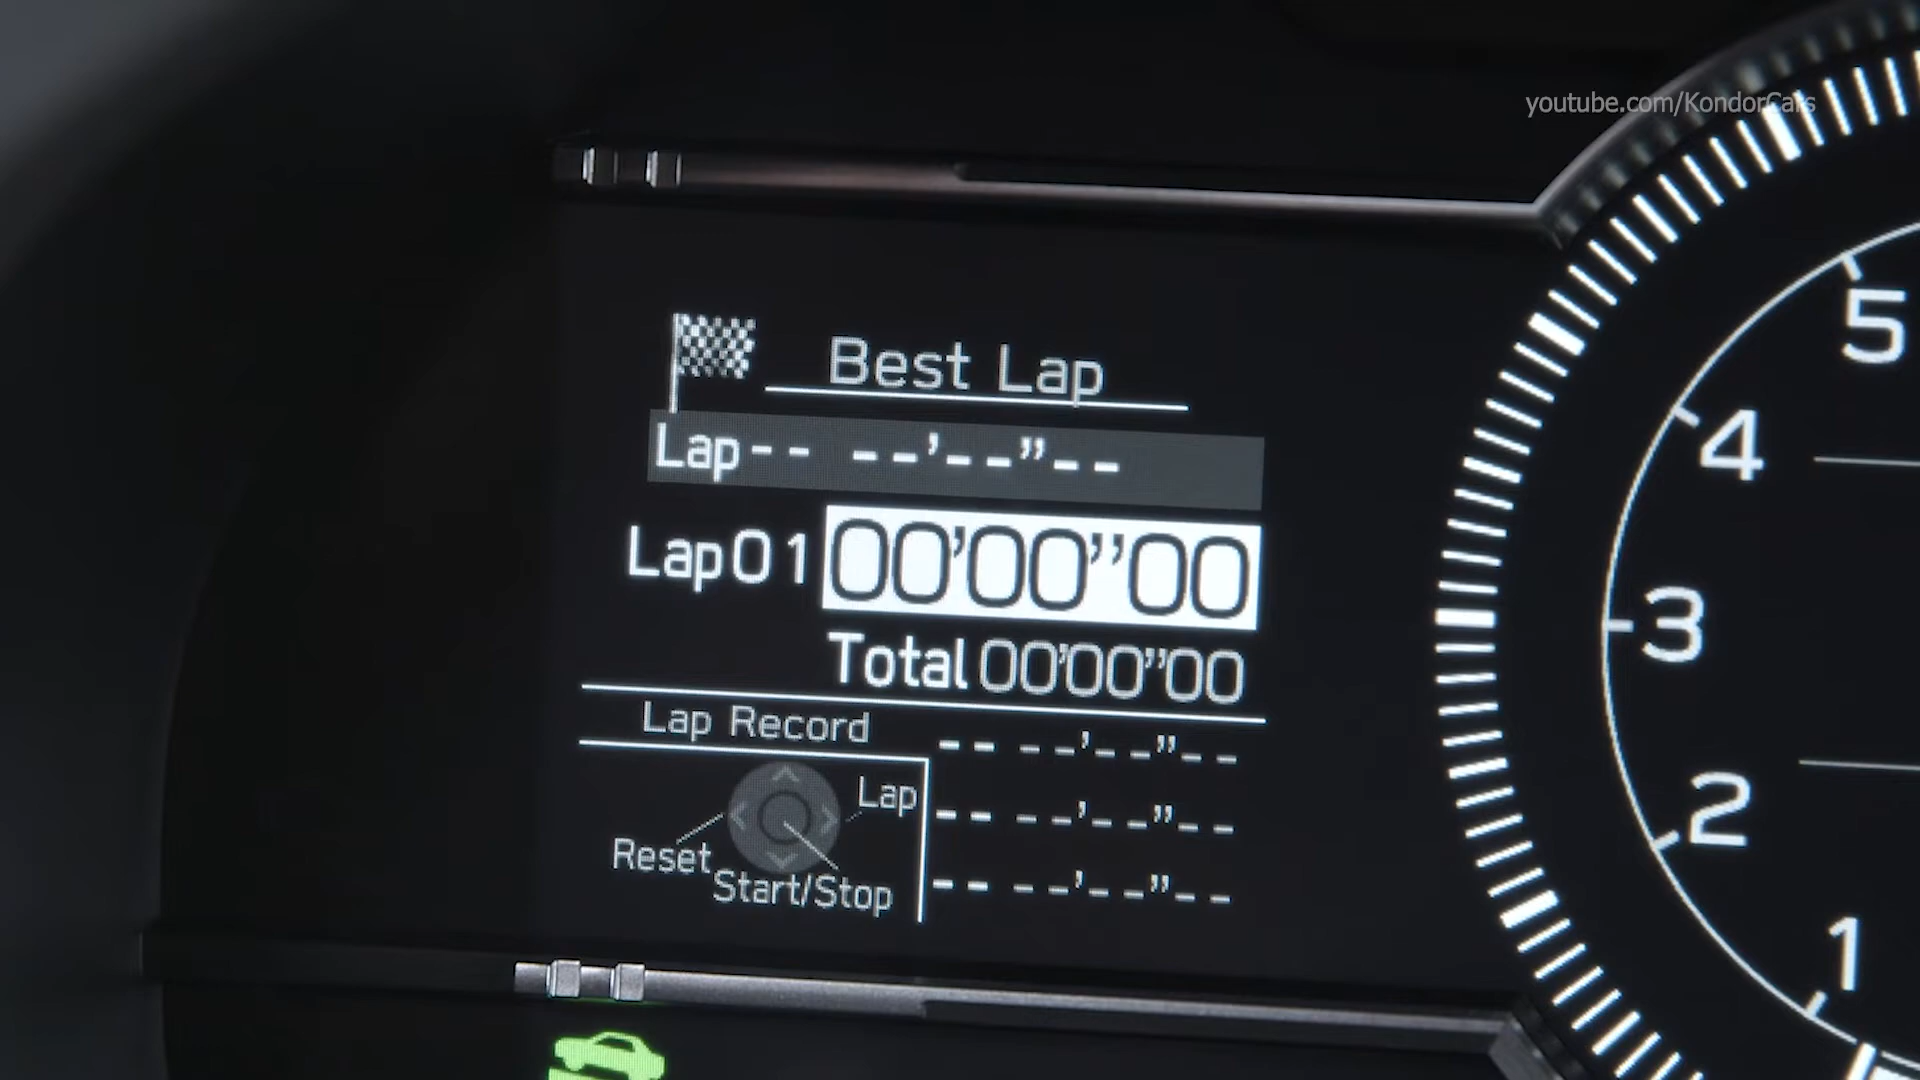 youtube.com/KondorCars
Best Lap
Lap-- --’--”--
Lap01 00’00”00
Total 00’00”00
Lap Record
-- --’--”--
Lap
-- --’--”--
Reset
Start/Stop
-- --’--”--
5
4
3
2
1